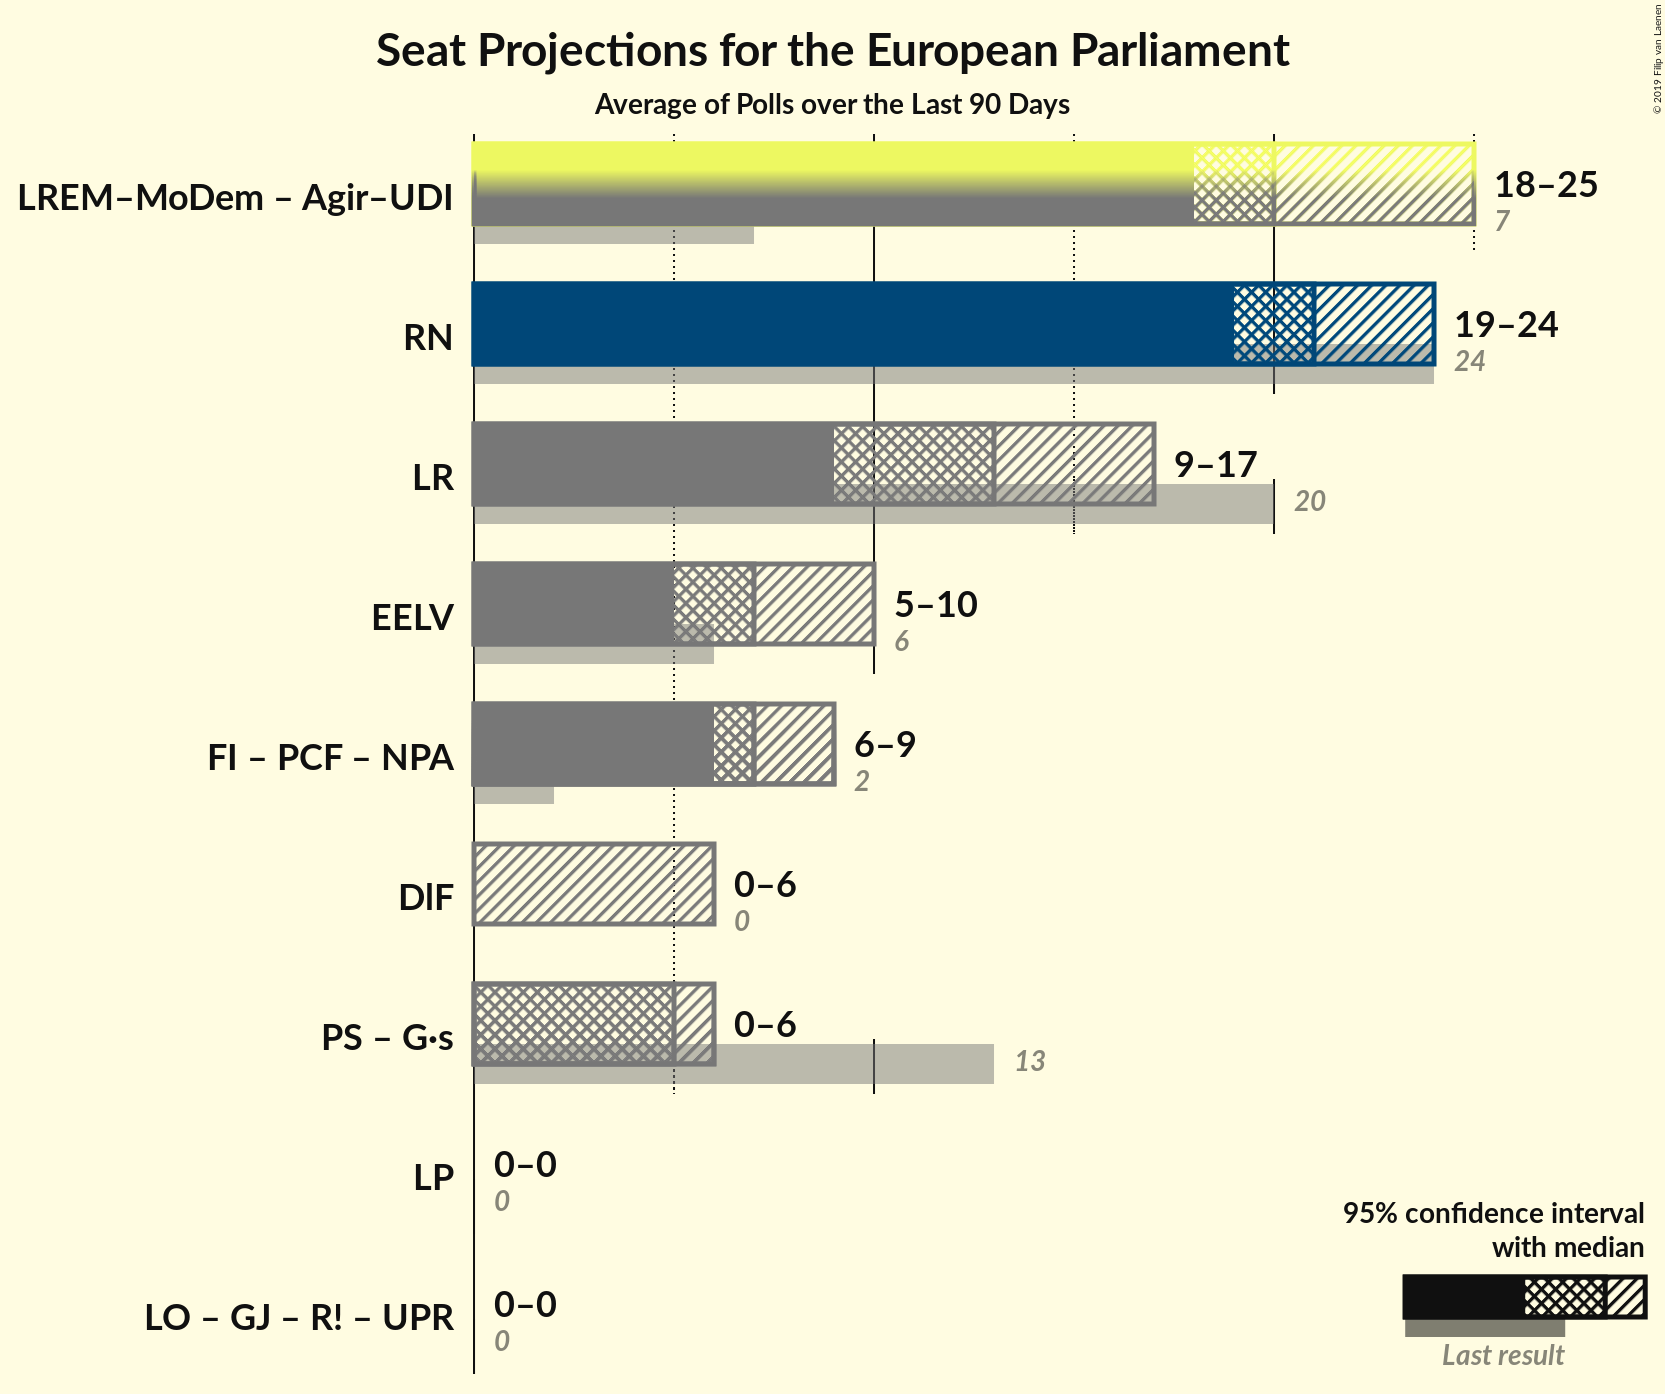 Seat Projections for the European Parliament
Average of Polls over the Last 90 Days
© 2019 Filip van Laenen
LREM–MoDem – Agir–UDI
18–25
7
RN
19–24
24
LR
9–17
20
EELV
5–10
6
FI – PCF – NPA
6–9
2
DlF
0–6
0
PS – G·s
0–6
13
LP
0–0
0
LO – GJ – R! – UPR
0–0
0
95% confidence interval
with median
Last result